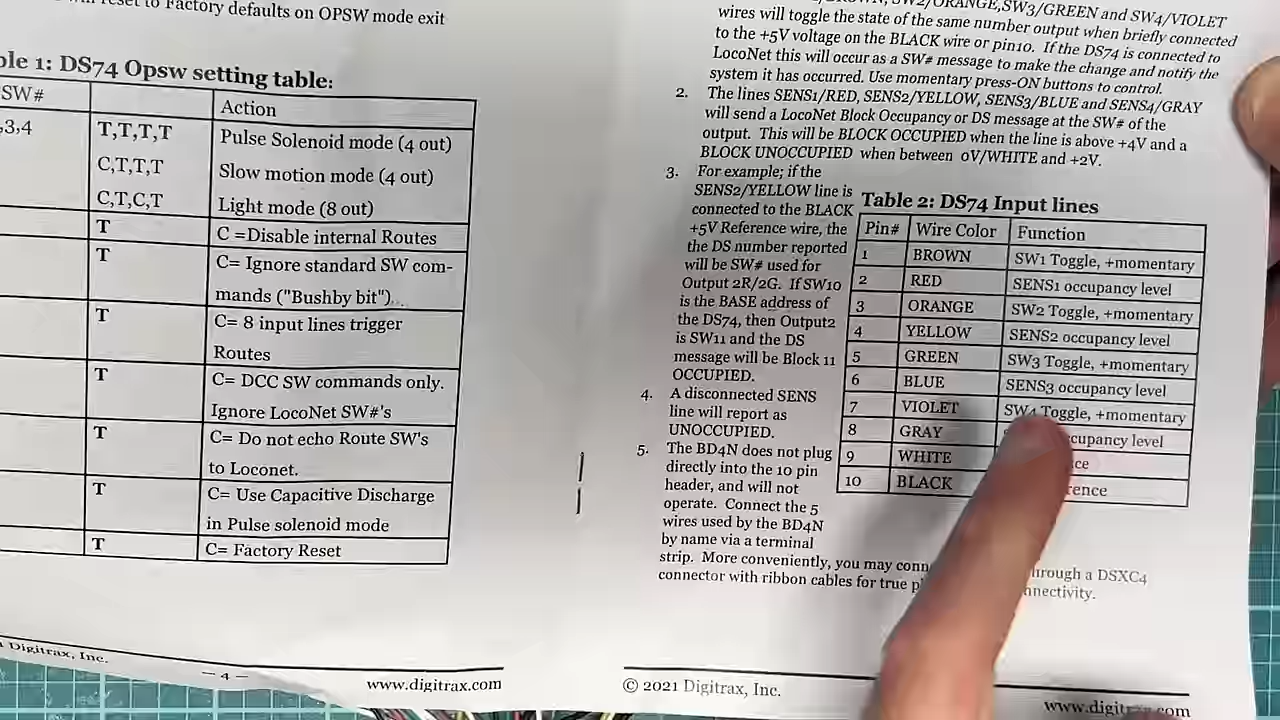 reset to Factory defaults on OPSW mode exit
ble 1: DS74 Opsw setting table:
SW# Action
,3,4 T,T,T,T Pulse Solenoid mode (4 out)
C,T,T,T Slow motion mode (4 out)
C,T,C,T Light mode (8 out)
T C =Disable internal Routes
T C= Ignore standard SW com-
mands ("Bushby bit")
T C= 8 input lines trigger
Routes
T C= DCC SW commands only.
Ignore LocoNet SW#'s
T C= Do not echo Route SW's
to Loconet.
T C= Use Capacitive Discharge
in Pulse solenoid mode
T C= Factory Reset
Digitrax, Inc.
— 4 —
www.digitrax.com
SW2/ORANGE,SW3/GREEN and SW4/VIOLET
wires will toggle the state of the same number output when briefly connected
to the +5V voltage on the BLACK wire or pin10. If the DS74 is connected to
LocoNet this will occur as a SW# message to make the change and notify the
system it has occurred. Use momentary press-ON buttons to control.
2. The lines SENS1/RED, SENS2/YELLOW, SENS3/BLUE and SENS4/GRAY
will send a LocoNet Block Occupancy or DS message at the SW# of the
output. This will be BLOCK OCCUPIED when the line is above +4V and a
BLOCK UNOCCUPIED when between 0V/WHITE and +2V.
3. For example; if the
SENS2/YELLOW line is
connected to the BLACK
+5V Reference wire, the
the DS number reported
will be SW# used for
Output 2R/2G. If SW10
is the BASE address of
the DS74, then Output2
is SW11 and the DS
message will be Block 11
OCCUPIED.
4. A disconnected SENS
line will report as
UNOCCUPIED.
5. The BD4N does not plug
directly into the 10 pin
header, and will not
operate. Connect the 5
wires used by the BD4N
by name via a terminal
strip. More conveniently, you may conn through a DSXC4
connector with ribbon cables for true p nnectivity.
Table 2: DS74 Input lines
Pin# Wire Color Function
1 BROWN SW1 Toggle, +momentary
2 RED SENS1 occupancy level
3 ORANGE SW2 Toggle, +momentary
4 YELLOW SENS2 occupancy level
5 GREEN SW3 Toggle, +momentary
6 BLUE SENS3 occupancy level
7 VIOLET SW4 Toggle, +momentary
8 GRAY ccupancy level
9 WHITE ce
10 BLACK rence
© 2021 Digitrax, Inc.
www.digitrax.com